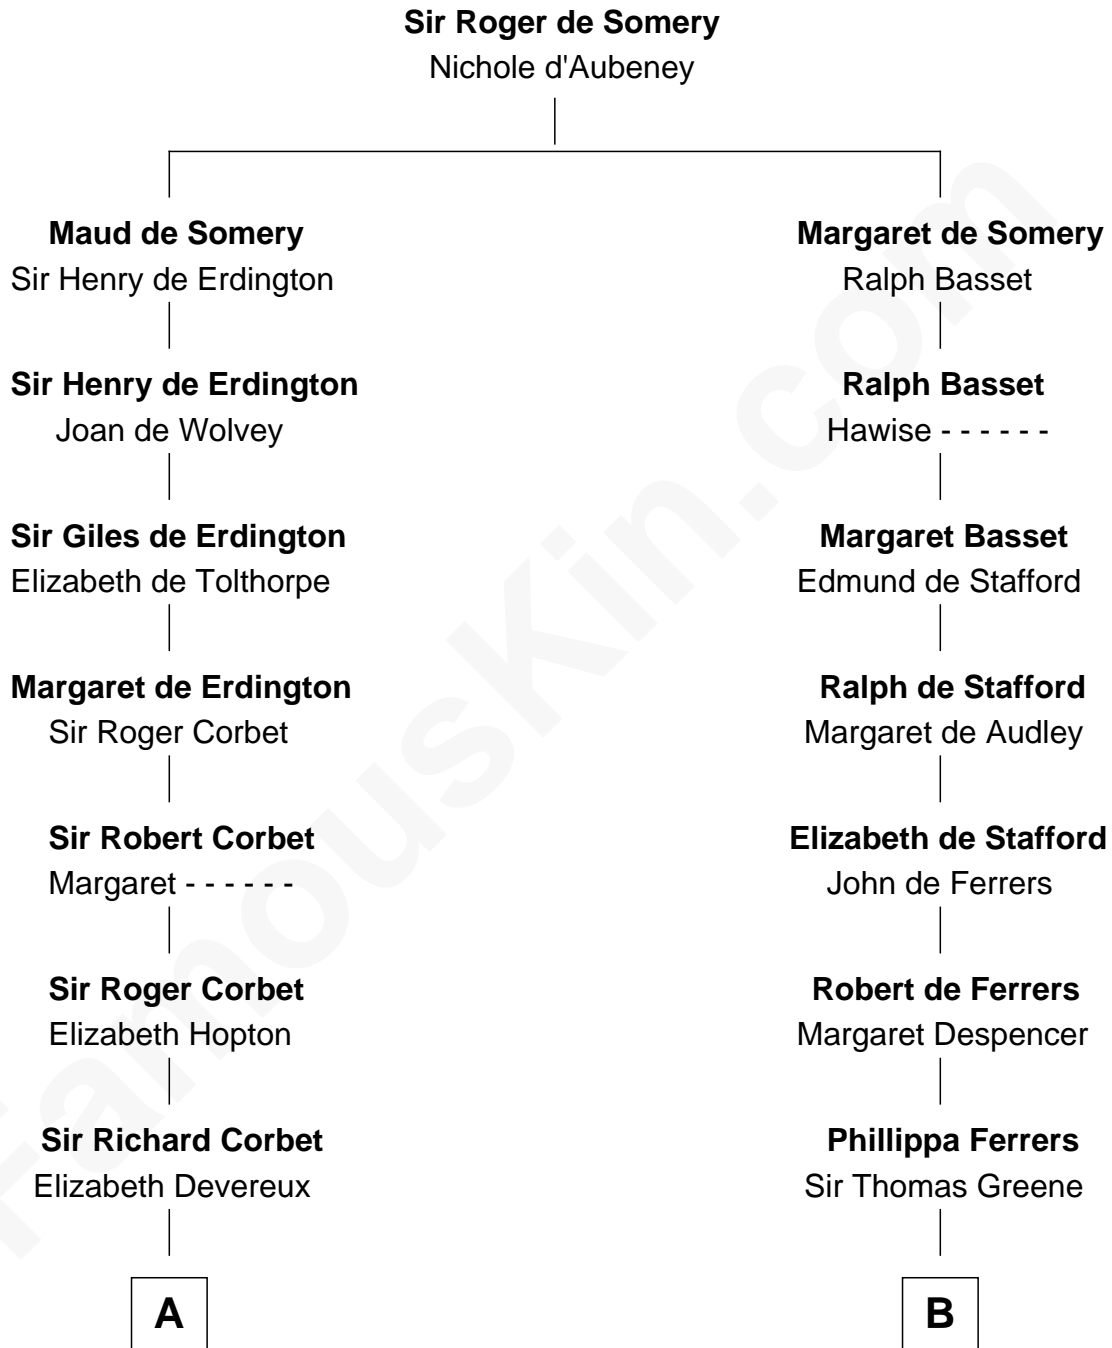 Sir Roger de Somery
Nichole d'Aubeney
Maud de Somery
Sir Henry de Erdington
Margaret de Somery
Ralph Basset
Sir Henry de Erdington
Joan de Wolvey
Ralph Basset
Hawise - - - - - -
Sir Giles de Erdington
Elizabeth de Tolthorpe
Margaret Basset
Edmund de Stafford
Margaret de Erdington
Sir Roger Corbet
Ralph de Stafford
Margaret de Audley
Sir Robert Corbet
Margaret - - - - - -
Elizabeth de Stafford
John de Ferrers
Sir Roger Corbet
Elizabeth Hopton
Robert de Ferrers
Margaret Despencer
Sir Richard Corbet
Elizabeth Devereux
Phillippa Ferrers
Sir Thomas Greene
A
B
FamousKin.com